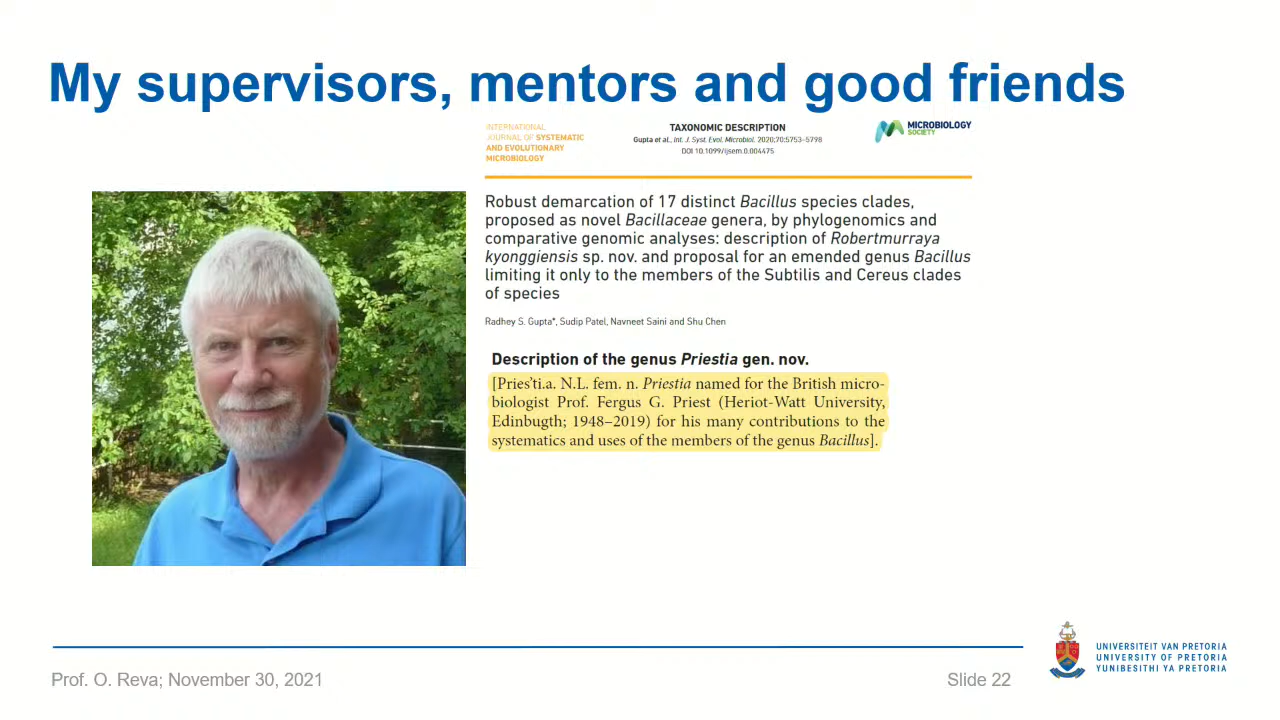 My supervisors, mentors and good friends
INTERNATIONAL
JOURNAL OF SYSTEMATIC
AND EVOLUTIONARY
MICROBIOLOGY
TAXONOMIC DESCRIPTION
Gupta et al., Int. J. Syst. Evol. Microbiol. 2020;70:5753–5798
DOI 10.1099/ijsem.0.004475
MICROBIOLOGY
SOCIETY
Robust demarcation of 17 distinct Bacillus species clades,
proposed as novel Bacillaceae genera, by phylogenomics and
comparative genomic analyses: description of Robertmurraya
kyonggiensis sp. nov. and proposal for an emended genus Bacillus
limiting it only to the members of the Subtilis and Cereus clades
of species
Radhey S. Gupta*, Sudip Patel, Navneet Saini and Shu Chen
Description of the genus Priestia gen. nov.
[Pries’ti.a. N.L. fem. n. Priestia named for the British micro-
biologist Prof. Fergus G. Priest (Heriot-Watt University,
Edinbugth; 1948–2019) for his many contributions to the
systematics and uses of the members of the genus Bacillus].
Prof. O. Reva; November 30, 2021
Slide 22
UNIVERSITEIT VAN PRETORIA
UNIVERSITY OF PRETORIA
YUNIBESITHI YA PRETORIA